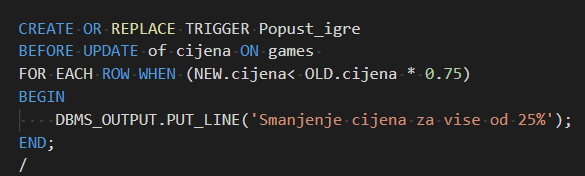 CREATE OR REPLACE TRIGGER Popust_igre
BEFORE UPDATE of cijena ON games
FOR EACH ROW WHEN (NEW.cijena< OLD.cijena * 0.75)
BEGIN
    DBMS_OUTPUT.PUT_LINE('Smanjenje cijena za vise od 25%');
END;
/